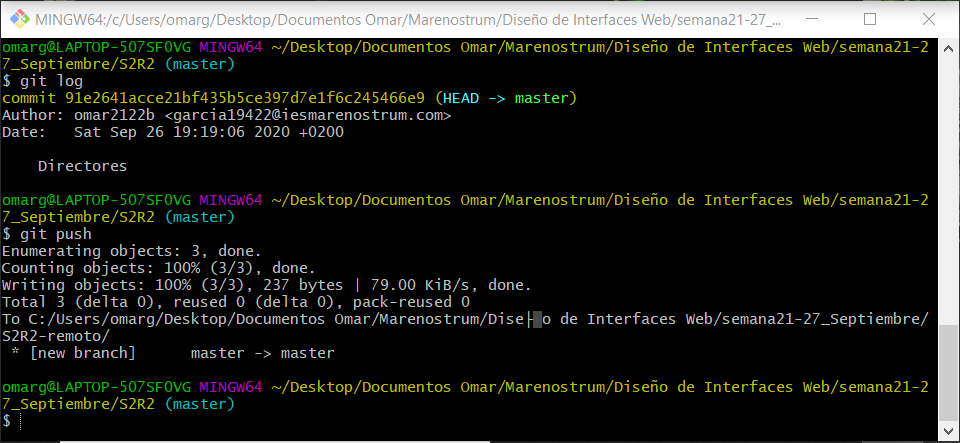 MINGW64:/c/Users/omarg/Desktop/Documentos Omar/Marenostrum/Diseño de Interfaces Web/semana21-27_...
omarg@LAPTOP-507SF0VG MINGW64 ~/Desktop/Documentos Omar/Marenostrum/Diseño de Interfaces Web/semana21-2
7_Septiembre/S2R2 (master)
$ git log
commit 91e2641acce21bf435b5ce397d7e1f6c245466e9 (HEAD -> master)
Author: omar2122b <garcia19422@iesmarenostrum.com>
Date:   Sat Sep 26 19:19:06 2020 +0200
    Directores
omarg@LAPTOP-507SF0VG MINGW64 ~/Desktop/Documentos Omar/Marenostrum/Diseño de Interfaces Web/semana21-2
7_Septiembre/S2R2 (master)
$ git push
Enumerating objects: 3, done.
Counting objects: 100% (3/3), done.
Writing objects: 100% (3/3), 237 bytes | 79.00 KiB/s, done.
Total 3 (delta 0), reused 0 (delta 0), pack-reused 0
To C:/Users/omarg/Desktop/Documentos Omar/Marenostrum/Dise├ o de Interfaces Web/semana21-27_Septiembre/
S2R2-remoto/
 * [new branch]      master -> master
omarg@LAPTOP-507SF0VG MINGW64 ~/Desktop/Documentos Omar/Marenostrum/Diseño de Interfaces Web/semana21-2
7_Septiembre/S2R2 (master)
$